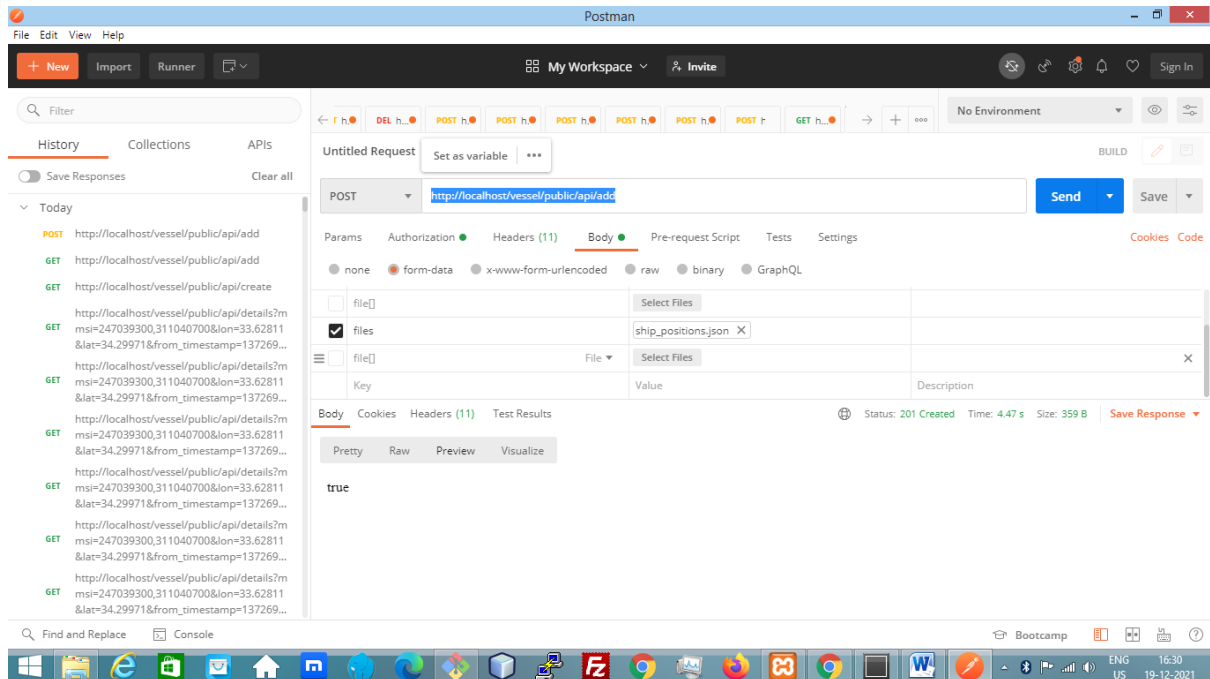 Postman
File Edit View Help
+ New Import Runner My Workspace Invite Sign In
Filter
History Collections APIs
Save Responses Clear all
Today
POST http://localhost/vessel/public/api/add
GET http://localhost/vessel/public/api/add
GET http://localhost/vessel/public/api/create
GET http://localhost/vessel/public/api/details?m
msi=247039300,311040700&lon=33.62811
&lat=34.29971&from_timestamp=137269...
GET http://localhost/vessel/public/api/details?m
msi=247039300,311040700&lon=33.62811
&lat=34.29971&from_timestamp=137269...
GET http://localhost/vessel/public/api/details?m
msi=247039300,311040700&lon=33.62811
&lat=34.29971&from_timestamp=137269...
GET http://localhost/vessel/public/api/details?m
msi=247039300,311040700&lon=33.62811
&lat=34.29971&from_timestamp=137269...
GET http://localhost/vessel/public/api/details?m
msi=247039300,311040700&lon=33.62811
&lat=34.29971&from_timestamp=137269...
GET http://localhost/vessel/public/api/details?m
msi=247039300,311040700&lon=33.62811
&lat=34.29971&from_timestamp=137269...
h. DEL h... POST h. POST h. POST h. POST h. POST h. POST h GET h... No Environment
Untitled Request Set as variable ••• BUILD
POST http://localhost/vessel/public/api/add Send Save
Params Authorization Headers (11) Body Pre-request Script Tests Settings Cookies Code
none form-data x-www-form-urlencoded raw binary GraphQL
file[] Select Files
files ship_positions.json
file[] File Select Files
Key Value Description
Body Cookies Headers (11) Test Results Status: 201 Created Time: 4.47 s Size: 359 B Save Response
Pretty Raw Preview Visualize
true
Find and Replace Console Bootcamp
ENG 16:30
US 19-12-2021